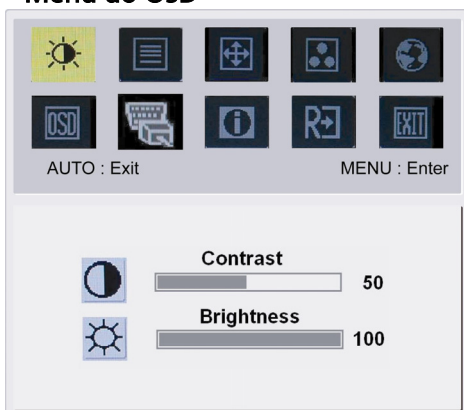 Menu do OSD
OSD
i
R
EXIT
AUTO : Exit
MENU : Enter
Contrast
50
Brightness
100